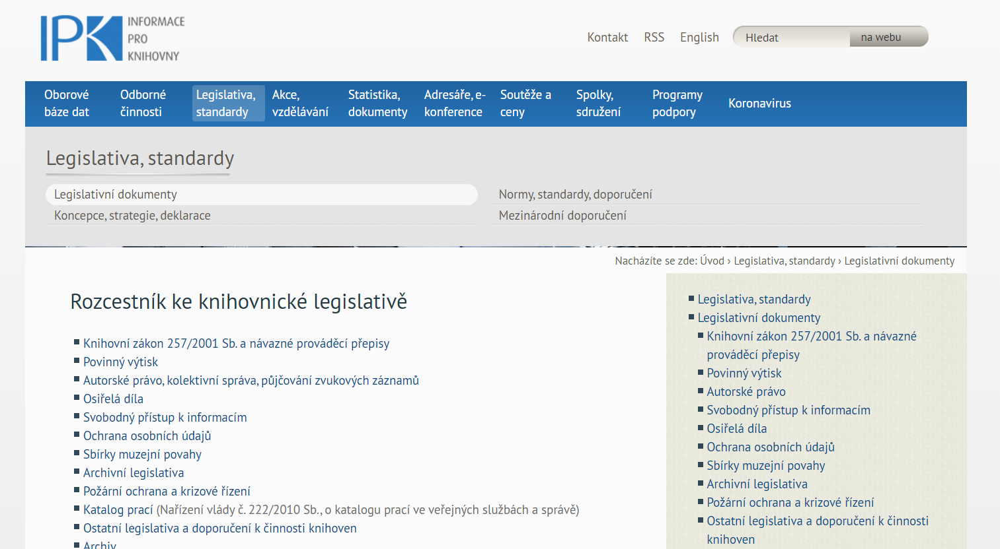 IPK INFORMACE
PRO
KNIHOVNY
Kontakt RSS English Hledat na webu
Oborové báze dat
Odborné činnosti
Legislativa, standardy
Akce, vzdělávání
Statistika, dokumenty
Adresáře, e-konference
Soutěže a ceny
Spolky, sdružení
Programy podpory
Koronavirus
Legislativa, standardy
Legislativní dokumenty
Normy, standardy, doporučení
Koncepce, strategie, deklarace
Mezinárodní doporučení
Nacházíte se zde: Úvod › Legislativa, standardy › Legislativní dokumenty
Rozcestník ke knihovnické legislativě
Knihovní zákon 257/2001 Sb. a návazné prováděcí přepisy
Povinný výtisk
Autorské právo, kolektivní správa, půjčování zvukových záznamů
Osiřelá díla
Svobodný přístup k informacím
Ochrana osobních údajů
Sbírky muzejní povahy
Archivní legislativa
Požární ochrana a krizové řízení
Katalog prací (Nařízení vlády č. 222/2010 Sb., o katalogu prací ve veřejných službách a správě)
Ostatní legislativa a doporučení k činnosti knihoven
Archiv
Legislativa, standardy
Legislativní dokumenty
Knihovní zákon 257/2001 Sb. a návazné
prováděcí přepisy
Povinný výtisk
Autorské právo
Svobodný přístup k informacím
Osiřelá díla
Ochrana osobních údajů
Sbírky muzejní povahy
Archivní legislativa
Požární ochrana a krizové řízení
Ostatní legislativa a doporučení k činnosti
knihoven